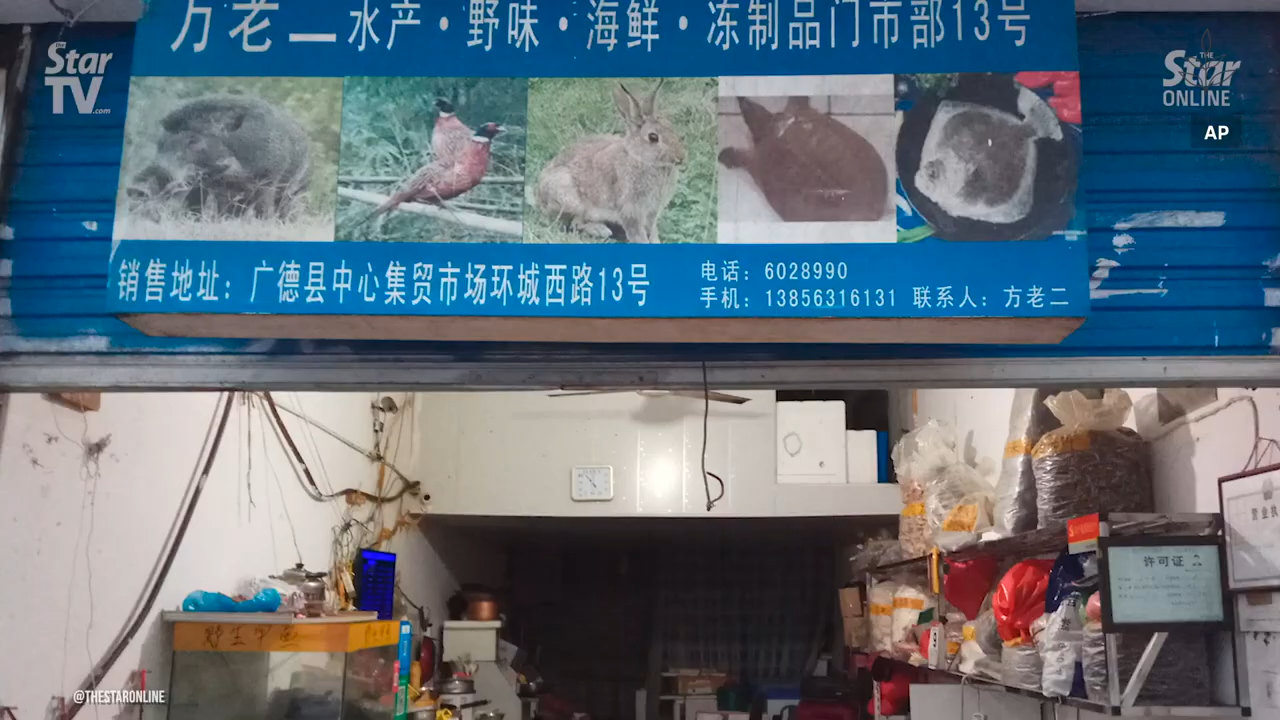 方老二 水产·野味·海鲜·冻制品门市部13号
the Star TV.com
THE Star ONLINE
AP
销售地址：广德县中心集贸市场环城西路13号
电话：6028990
手机：13856316131 联系人：方老二
许可证
营业执
@THESTARONLINE